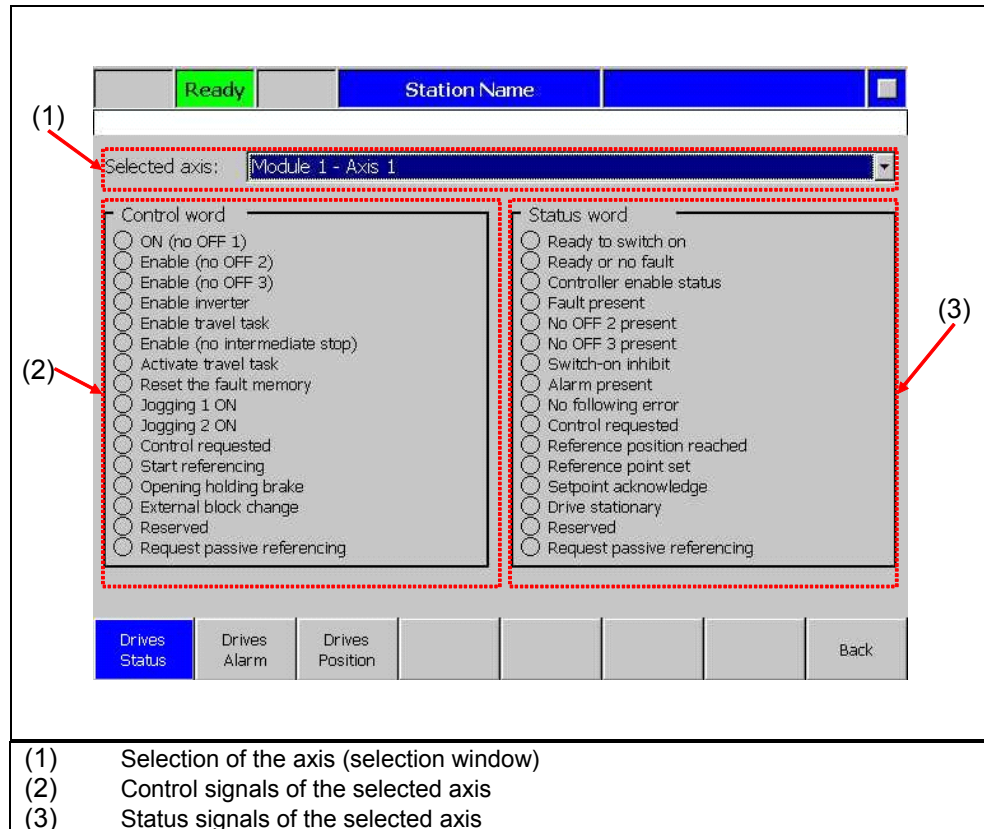 Ready
Station Name
(1)
Selected axis:
Module 1 - Axis 1
Control word
ON (no OFF 1)
Enable (no OFF 2)
Enable (no OFF 3)
Enable inverter
Enable travel task
Enable (no intermediate stop)
Activate travel task
Reset the fault memory
Jogging 1 ON
Jogging 2 ON
Control requested
Start referencing
Opening holding brake
External block change
Reserved
Request passive referencing
(2)
Status word
Ready to switch on
Ready or no fault
Controller enable status
Fault present
No OFF 2 present
No OFF 3 present
Switch-on inhibit
Alarm present
No following error
Control requested
Reference position reached
Reference point set
Setpoint acknowledge
Drive stationary
Reserved
Request passive referencing
(3)
Drives
Status
Drives
Alarm
Drives
Position
Back
(1) Selection of the axis (selection window)
(2) Control signals of the selected axis
(3) Status signals of the selected axis